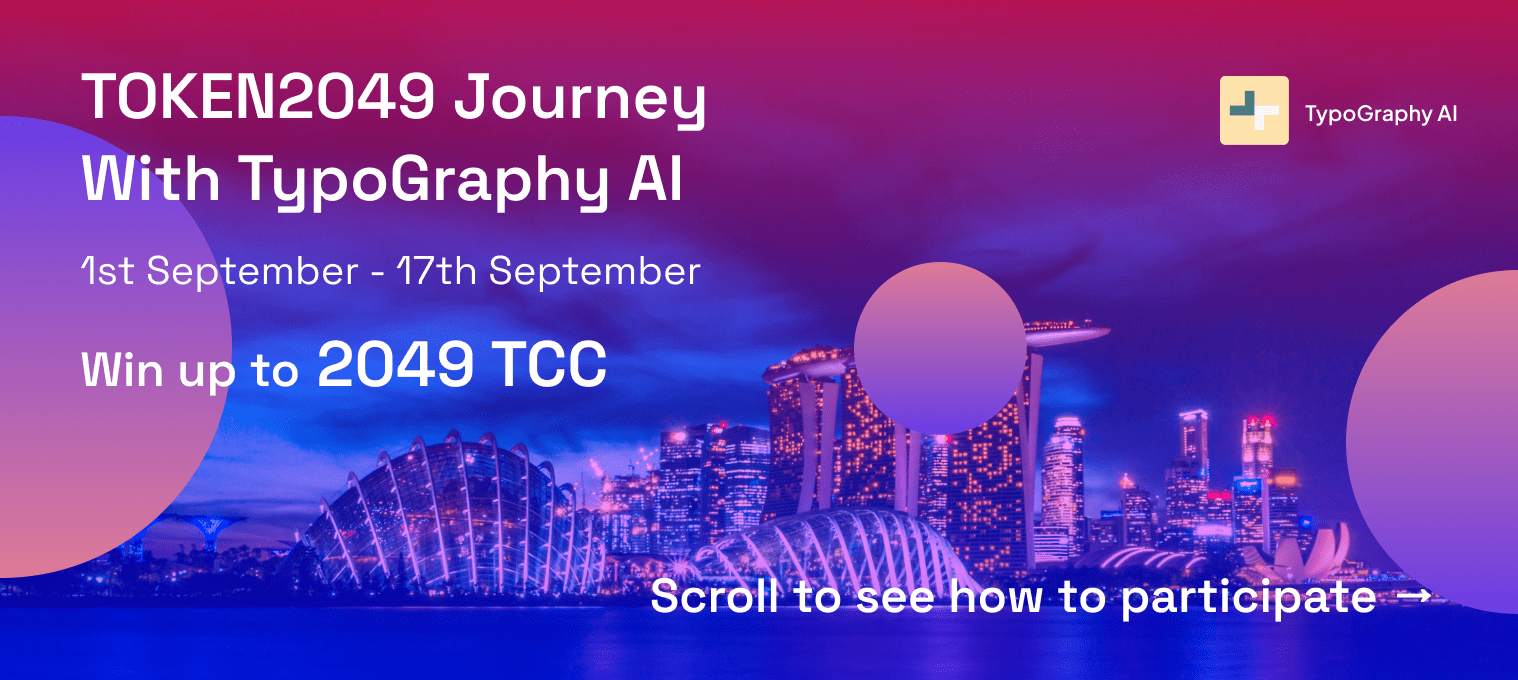 TOKEN2049 Journey
With TypoGraphy AI
TypoGraphy AI
1st September - 17th September
Win up to 2049 TCC
Scroll to see how to participate →